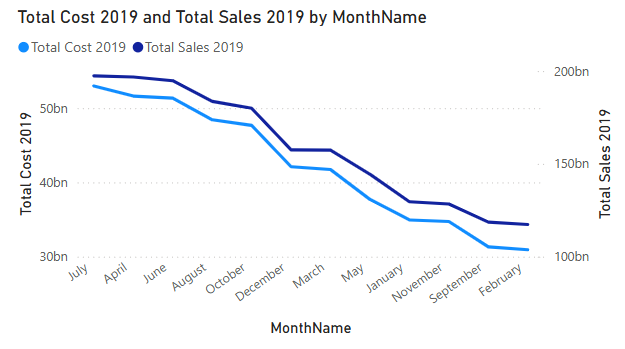 Total Cost 2019 and Total Sales 2019 by MonthName
Total Cost 2019 Total Sales 2019
200bn
50bn
150bn
40bn
30bn
100bn
Total Cost 2019
Total Sales 2019
July April June August October December March May January November September February
MonthName